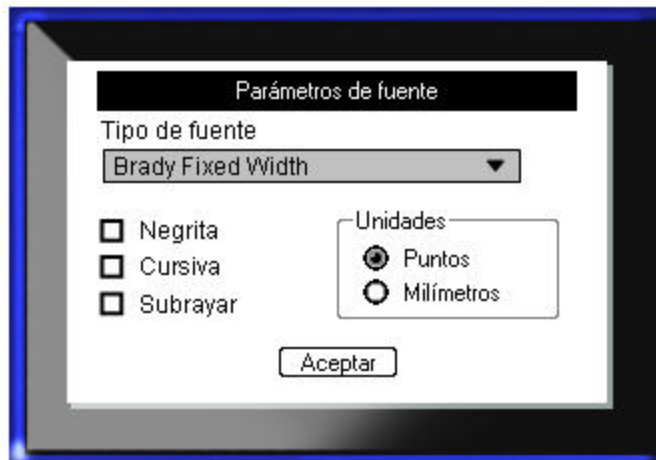 Parámetros de fuente
Tipo de fuente
Brady Fixed Width
Negrita
Cursiva
Subrayar
Unidades
Puntos
Milímetros
Aceptar